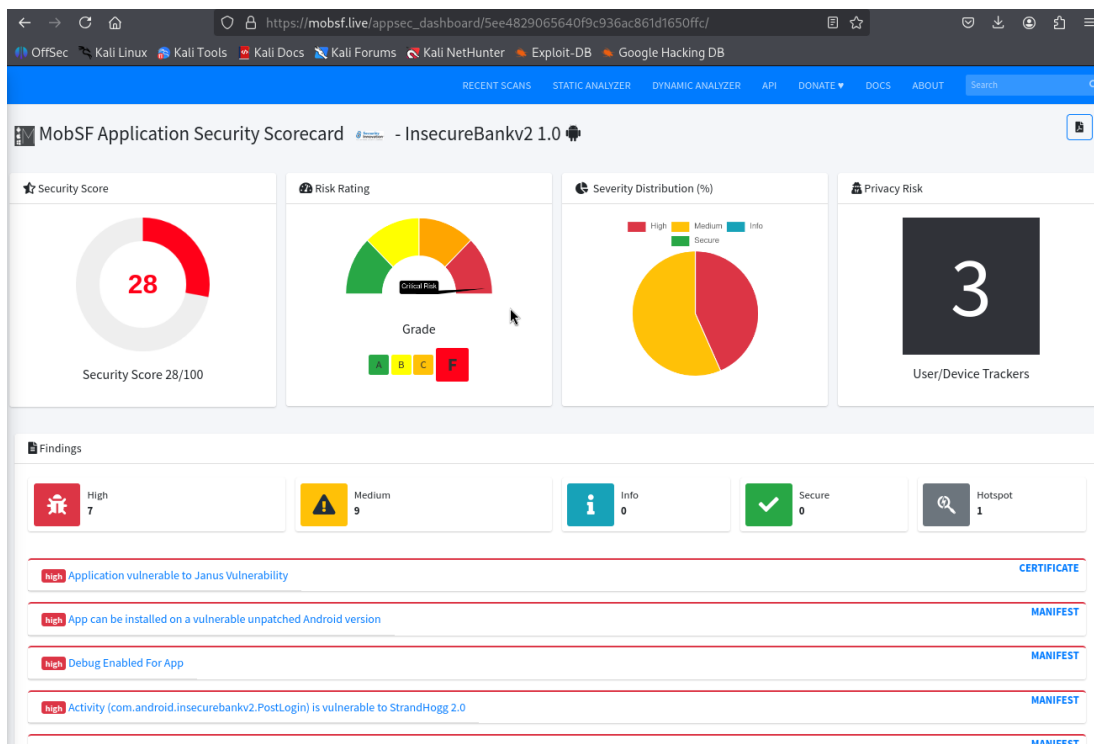 https://mobsf.live/appsec_dashboard/5ee4829065640f9c936ac861d1650ffc/
OffSec Kali Linux Kali Tools Kali Docs Kali Forums Kali NetHunter Exploit-DB Google Hacking DB
RECENT SCANS STATIC ANALYZER DYNAMIC ANALYZER API DONATE ♥ DOCS ABOUT Search
MobSF Application Security Scorecard - InsecureBankv2 1.0
Security Score
28
Security Score 28/100
Risk Rating
Critical Risk
Grade
A B C F
Severity Distribution (%)
High Medium Info
Secure
Privacy Risk
3
User/Device Trackers
Findings
High
7
Medium
9
Info
0
Secure
0
Hotspot
1
high Application vulnerable to Janus Vulnerability CERTIFICATE
high App can be installed on a vulnerable unpatched Android version MANIFEST
high Debug Enabled For App MANIFEST
high Activity (com.android.insecurebankv2.PostLogin) is vulnerable to StrandHogg 2.0 MANIFEST
MANIFEST